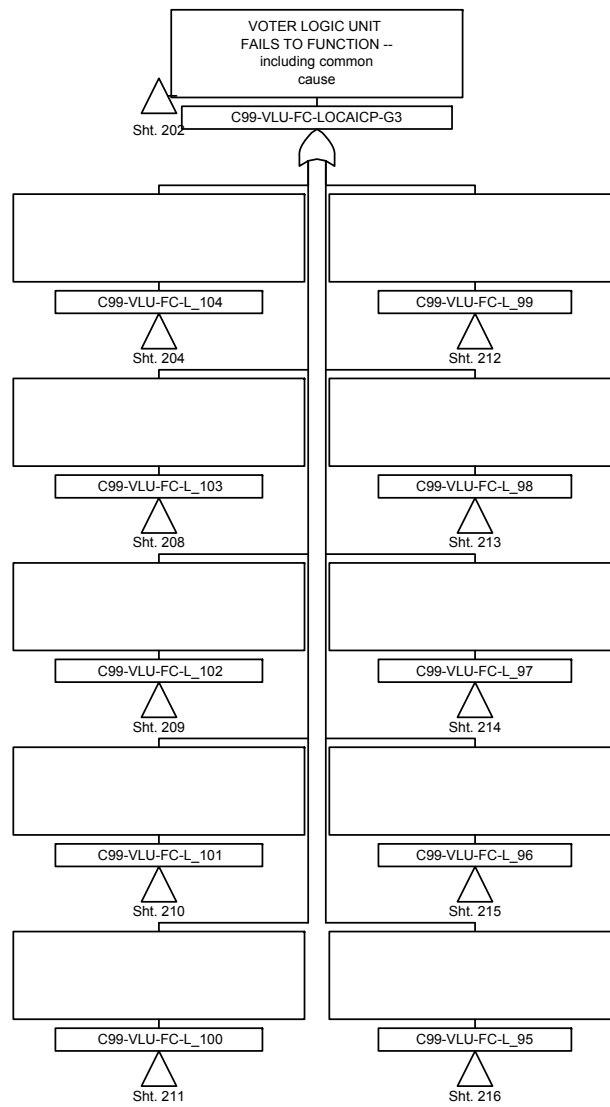 VOTER LOGIC UNIT
FAILS TO FUNCTION --
including common
cause
Sht. 202
C99-VLU-FC-LOCAICP-G3
C99-VLU-FC-L_104
Sht. 204
C99-VLU-FC-L_99
Sht. 212
C99-VLU-FC-L_103
Sht. 208
C99-VLU-FC-L_98
Sht. 213
C99-VLU-FC-L_102
Sht. 209
C99-VLU-FC-L_97
Sht. 214
C99-VLU-FC-L_101
Sht. 210
C99-VLU-FC-L_96
Sht. 215
C99-VLU-FC-L_100
Sht. 211
C99-VLU-FC-L_95
Sht. 216